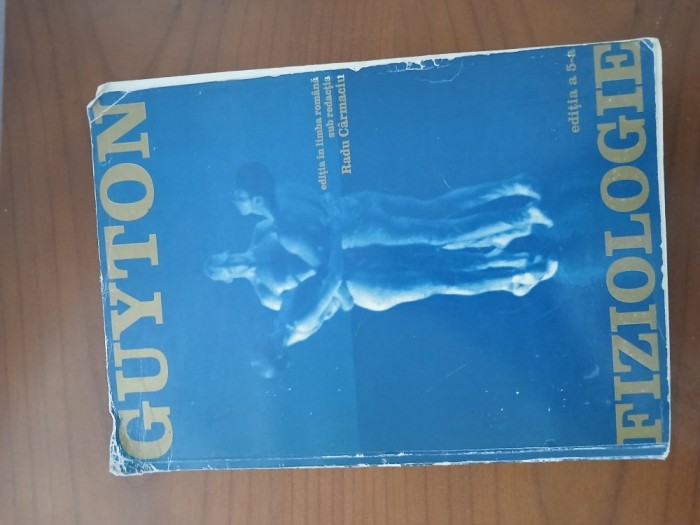 GUYTON
ediția în limba română
sub redacția
Radu Cârmaciu
ediția a 5-a
FIZIOLOGIE